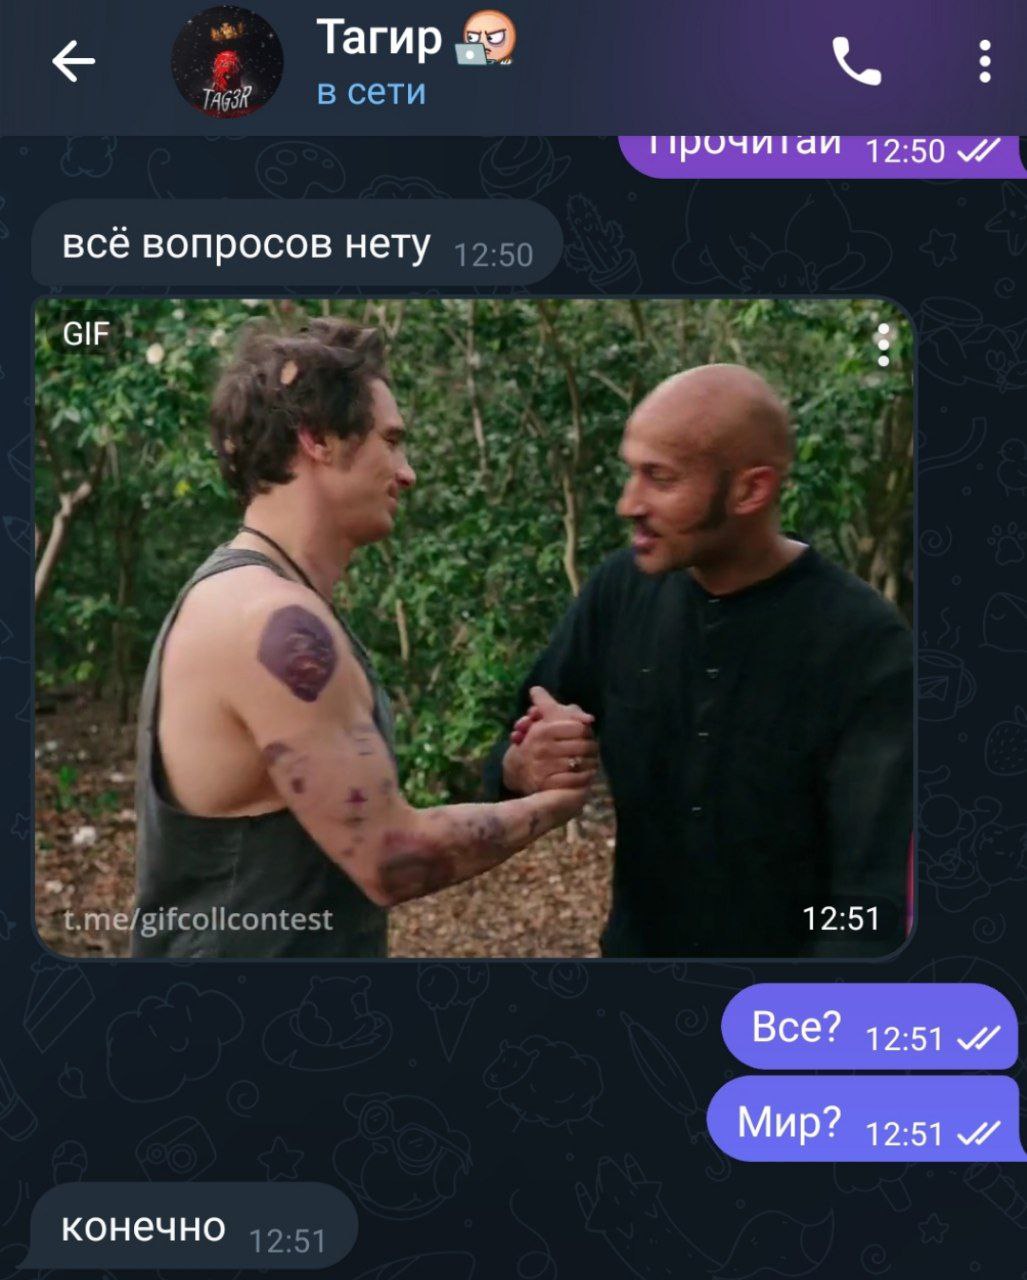 Тагир
в сети
TAG3R
Прочитай 12:50
всё вопросов нету 12:50
GIF
t.me/gifcollcontest
12:51
Все? 12:51
Мир? 12:51
конечно 12:51